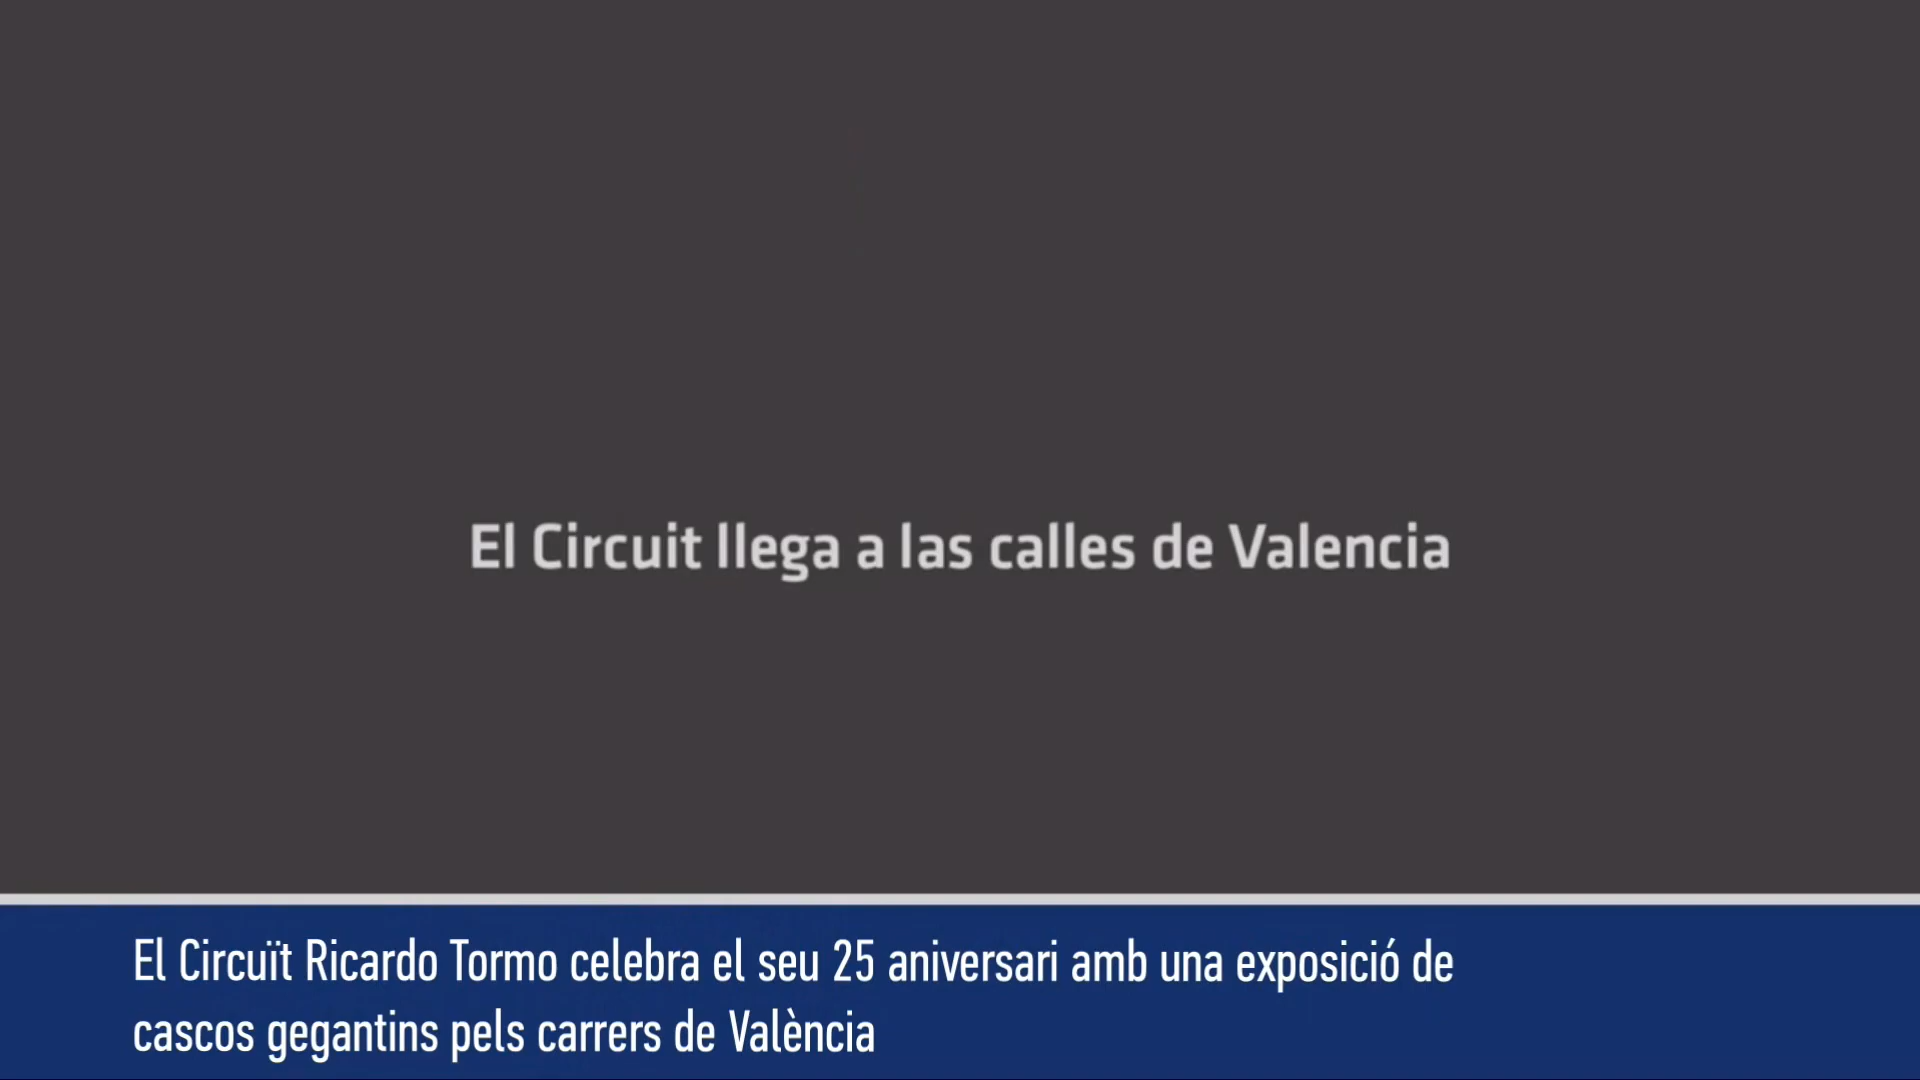 El Circuit llega a las calles de Valencia
El Circuït Ricardo Tormo celebra el seu 25 aniversari amb una exposició de
cascos gegantins pels carrers de València